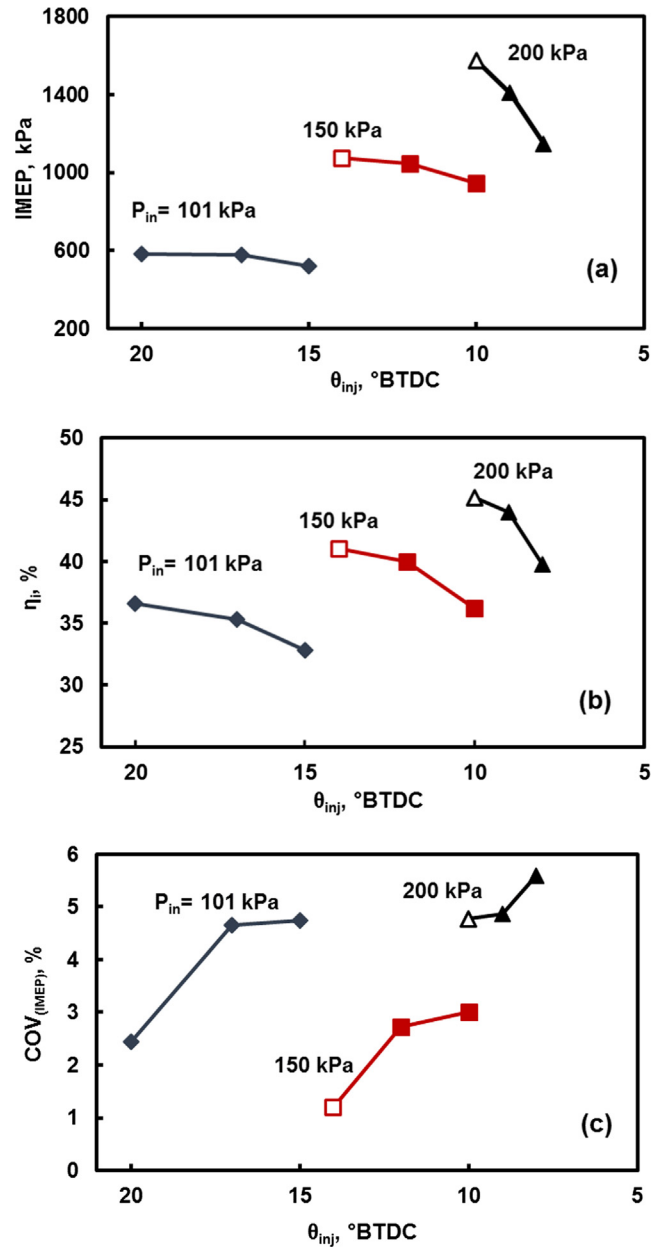 1800
200 kPa
1400
150 kPa
IMEP, kPa
1000
P_in= 101 kPa
600
(a)
200
20 15 10 5
θ_inj, °BTDC
50
200 kPa
45
150 kPa
40
P_in= 101 kPa
η_i, %
35
30
(b)
25
20 15 10 5
θ_inj, °BTDC
6
P_in= 101 kPa
200 kPa
5
4
COV_(IMEP), %
3
2
150 kPa
1
(c)
0
20 15 10 5
θ_inj, °BTDC